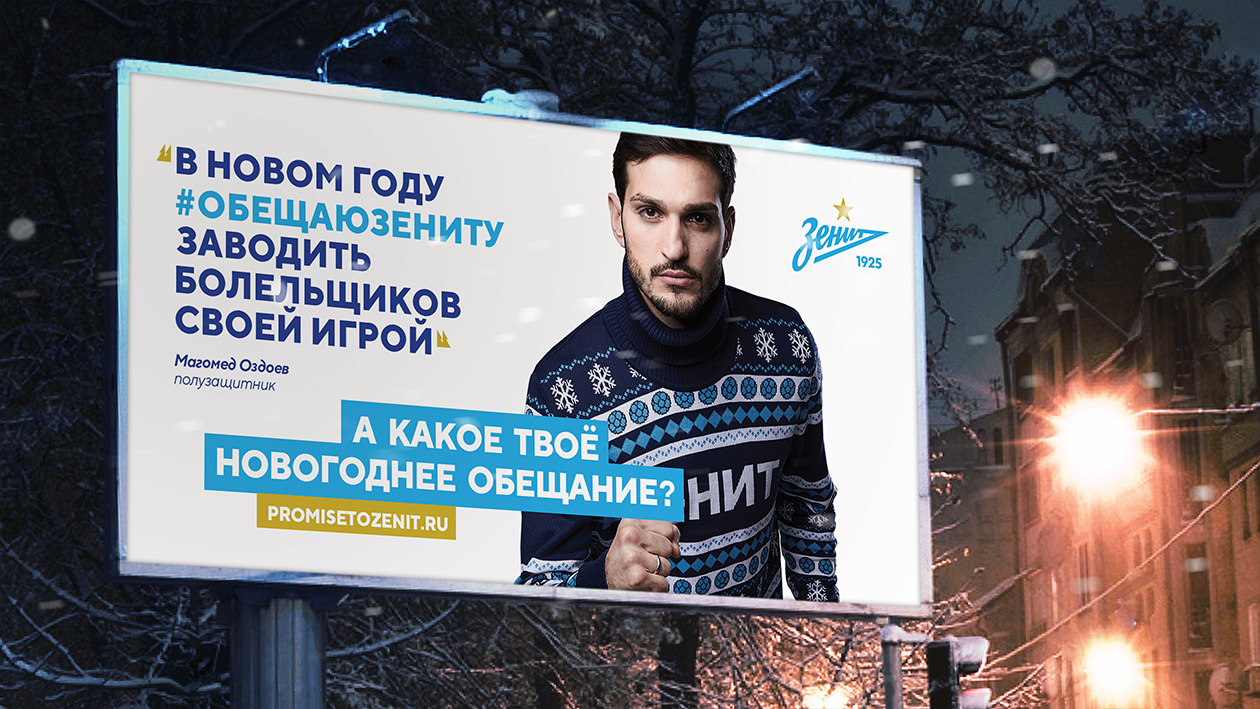 "В НОВОМ ГОДУ
#ОБЕЩАЮЗЕНИТУ
ЗАВОДИТЬ
БОЛЕЛЬЩИКОВ
СВОЕЙ ИГРОЙ"
Магомед Оздоев
полузащитник
А КАКОЕ ТВОЁ
НОВОГОДНЕЕ ОБЕЩАНИЕ?
PROMISETOZENIT.RU
Зенит
1925
НИТ